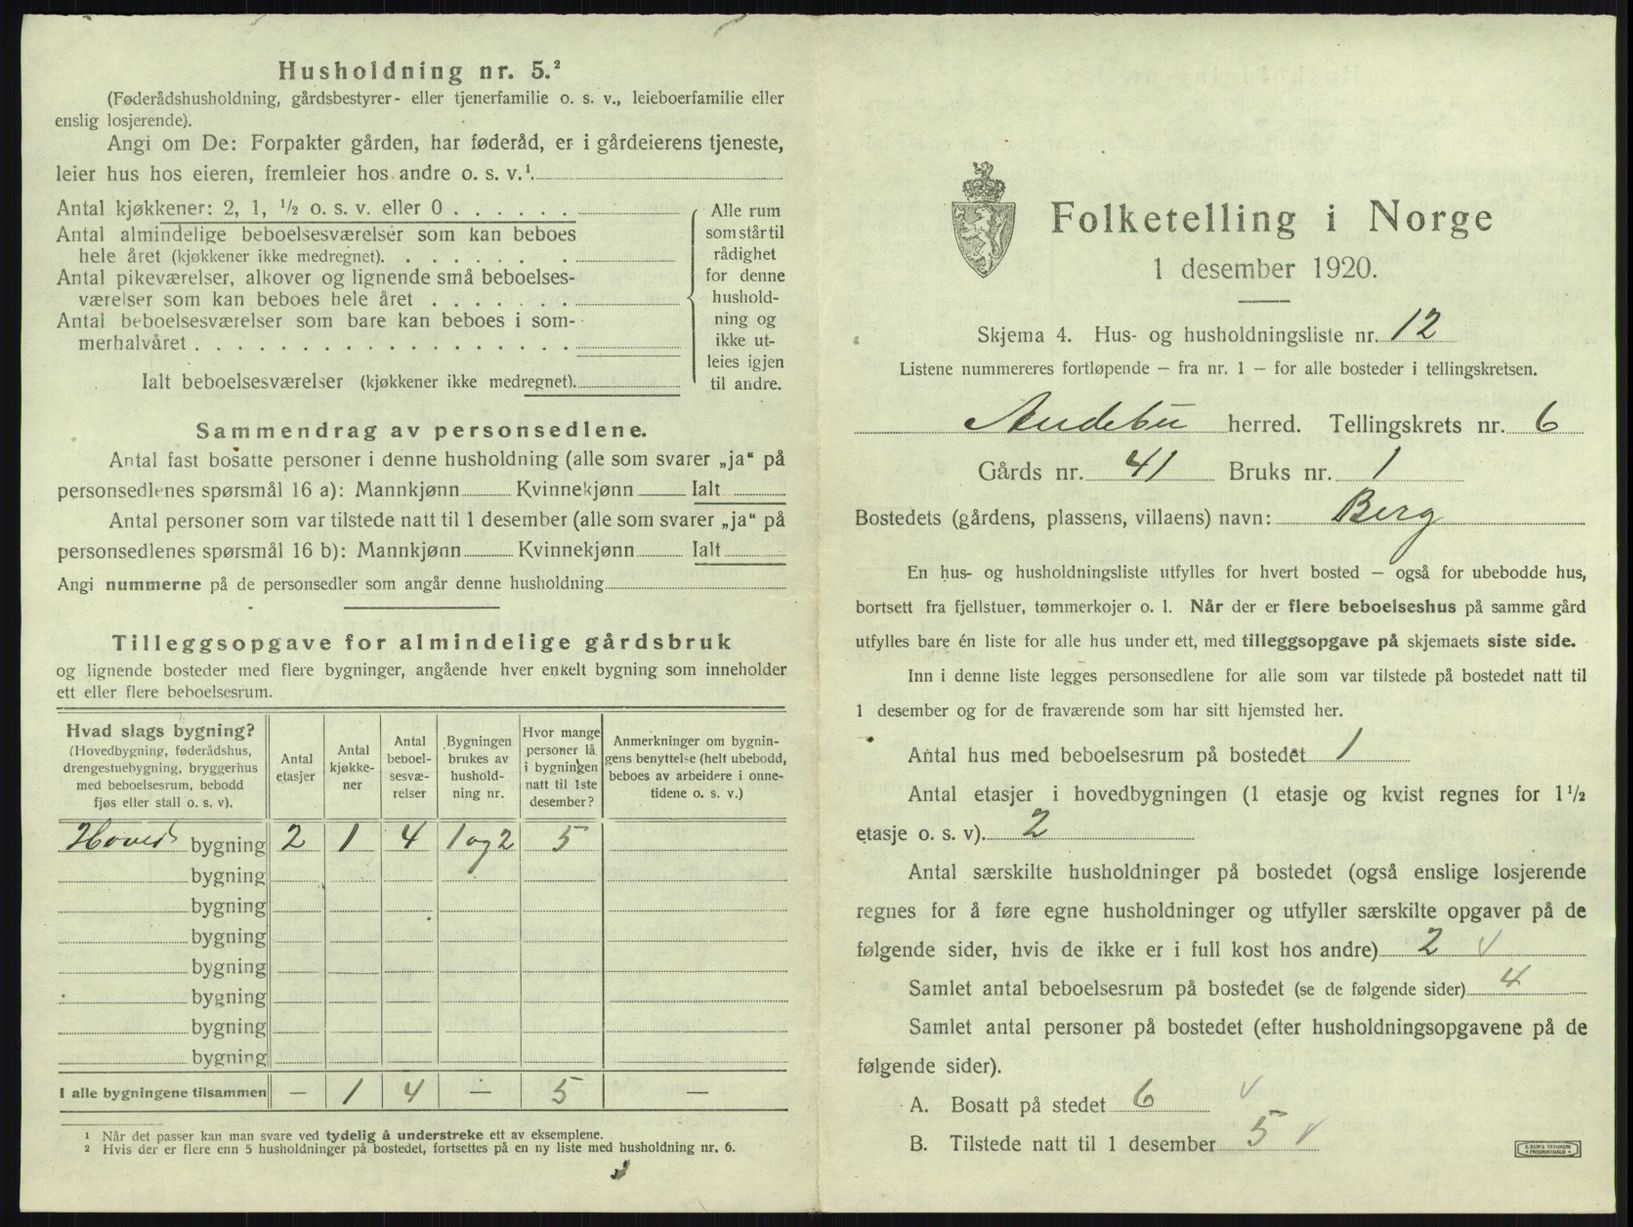 Husholdning nr. 5.²
(Føderådshusholdning, gårdsbestyrer- eller tjenerfamilie o. s. v., leieboerfamilie eller
enslig losjerende).
Angi om De: Forpakter gården, har føderåd, er i gårdeierens tjeneste,
leier hus hos eieren, fremleier hos andre o. s. v.¹
Antal kjøkkener: 2, 1, ½ o. s. v. eller 0 . . . . . .
Antal almindelige beboelsesværelser som kan beboes
hele året (kjøkkener ikke medregnet). . . . . . . .
Antal pikeværelser, alkover og lignende små beboelses-
værelser som kan beboes hele året . . . . . . .
Antal beboelsesværelser som bare kan beboes i som-
merhalvåret . . . . . . . . . . . . . . . . . .
Ialt beboelsesværelser (kjøkkener ikke medregnet).
Alle rum
som står til
rådighet
for denne
hushold-
ning og
ikke ut-
leies igjen
til andre.
Sammendrag av personsedlene.
Antal fast bosatte personer i denne husholdning (alle som svarer „ja“ på
personsedlenes spørsmål 16 a): Mannkjønn Kvinnekjønn Ialt
Antal personer som var tilstede natt til 1 desember (alle som svarer „ja“ på
personsedlenes spørsmål 16 b): Mannkjønn Kvinnekjønn Ialt
Angi nummerne på de personsedler som angår denne husholdning
Tilleggsopgave for almindelige gårdsbruk
og lignende bosteder med flere bygninger, angående hver enkelt bygning som inneholder
ett eller flere beboelsesrum.
Hvad slags bygning?
(Hovedbygning, føderådshus,
drengestuebygning, bryggerhus
med beboelsesrum, bebodd
fjøs eller stall o. s. v).
Antal
etasjer
Antal
kjøkke-
ner
Antal
beboel-
sesvæ-
relser
Bygningen
brukes av
hushold-
ning nr.
Hvor mange
personer lå
i bygningen
natt til 1ste
desember?
Anmerkninger om bygnin-
gens benyttelse (helt ubebodd,
beboes av arbeidere i onne-
tidene o. s. v.)
Hoved bygning 2 1 4 1 og 2 5
bygning
bygning
bygning
bygning
bygning
bygning
bygning
I alle bygningene tilsammen — 1 4 — 5 —
¹ Når det passer kan man svare ved tydelig å understreke ett av eksemplene.
² Hvis der er flere enn 5 husholdninger på bostedet, fortsettes på en ny liste med husholdning nr. 6.
Folketelling i Norge
1 desember 1920.
Skjema 4. Hus- og husholdningsliste nr. 12
Listene nummereres fortløpende — fra nr. 1 — for alle bosteder i tellingskretsen.
Andebu herred. Tellingskrets nr. 6
Gårds nr. 41 Bruks nr. 1
Bostedets (gårdens, plassens, villaens) navn: Berg
En hus- og husholdningsliste utfylles for hvert bosted — også for ubebodde hus,
bortsett fra fjellstuer, tømmerkojer o. l. Når der er flere beboelseshus på samme gård
utfylles bare én liste for alle hus under ett, med tilleggsopgave på skjemaets siste side.
Inn i denne liste legges personsedlene for alle som var tilstede på bostedet natt til
1 desember og for de fraværende som har sitt hjemsted her.
Antal hus med beboelsesrum på bostedet 1
Antal etasjer i hovedbygningen (1 etasje og kvist regnes for 1½
etasje o. s. v). 2
Antal særskilte husholdninger på bostedet (også enslige losjerende
regnes for å føre egne husholdninger og utfyller særskilte opgaver på de
følgende sider, hvis de ikke er i full kost hos andre) 2 v
Samlet antal beboelsesrum på bostedet (se de følgende sider) 4
Samlet antal personer på bostedet (efter husholdningsopgavene på de
følgende sider).
A. Bosatt på stedet 6 v
B. Tilstede natt til 1 desember 5 v